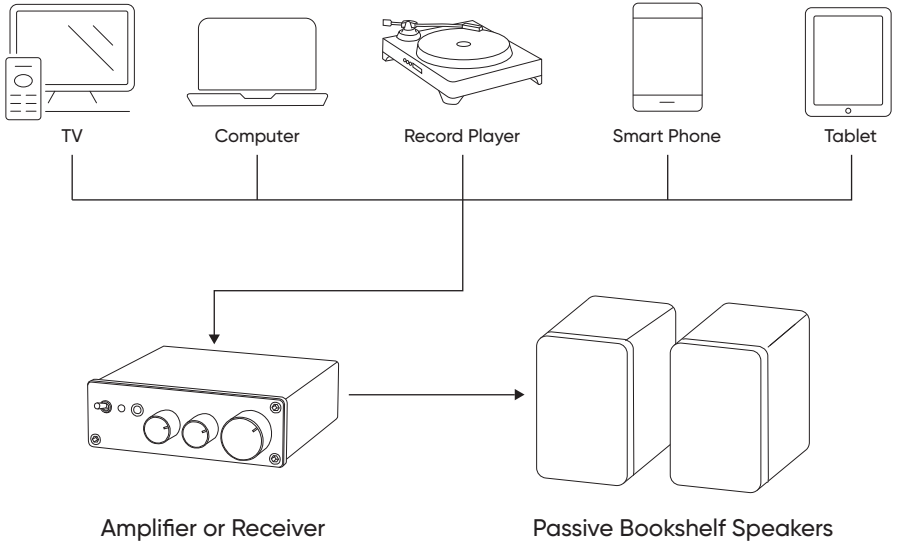 TV
Computer
Record Player
Smart Phone
Tablet
Amplifier or Receiver
Passive Bookshelf Speakers